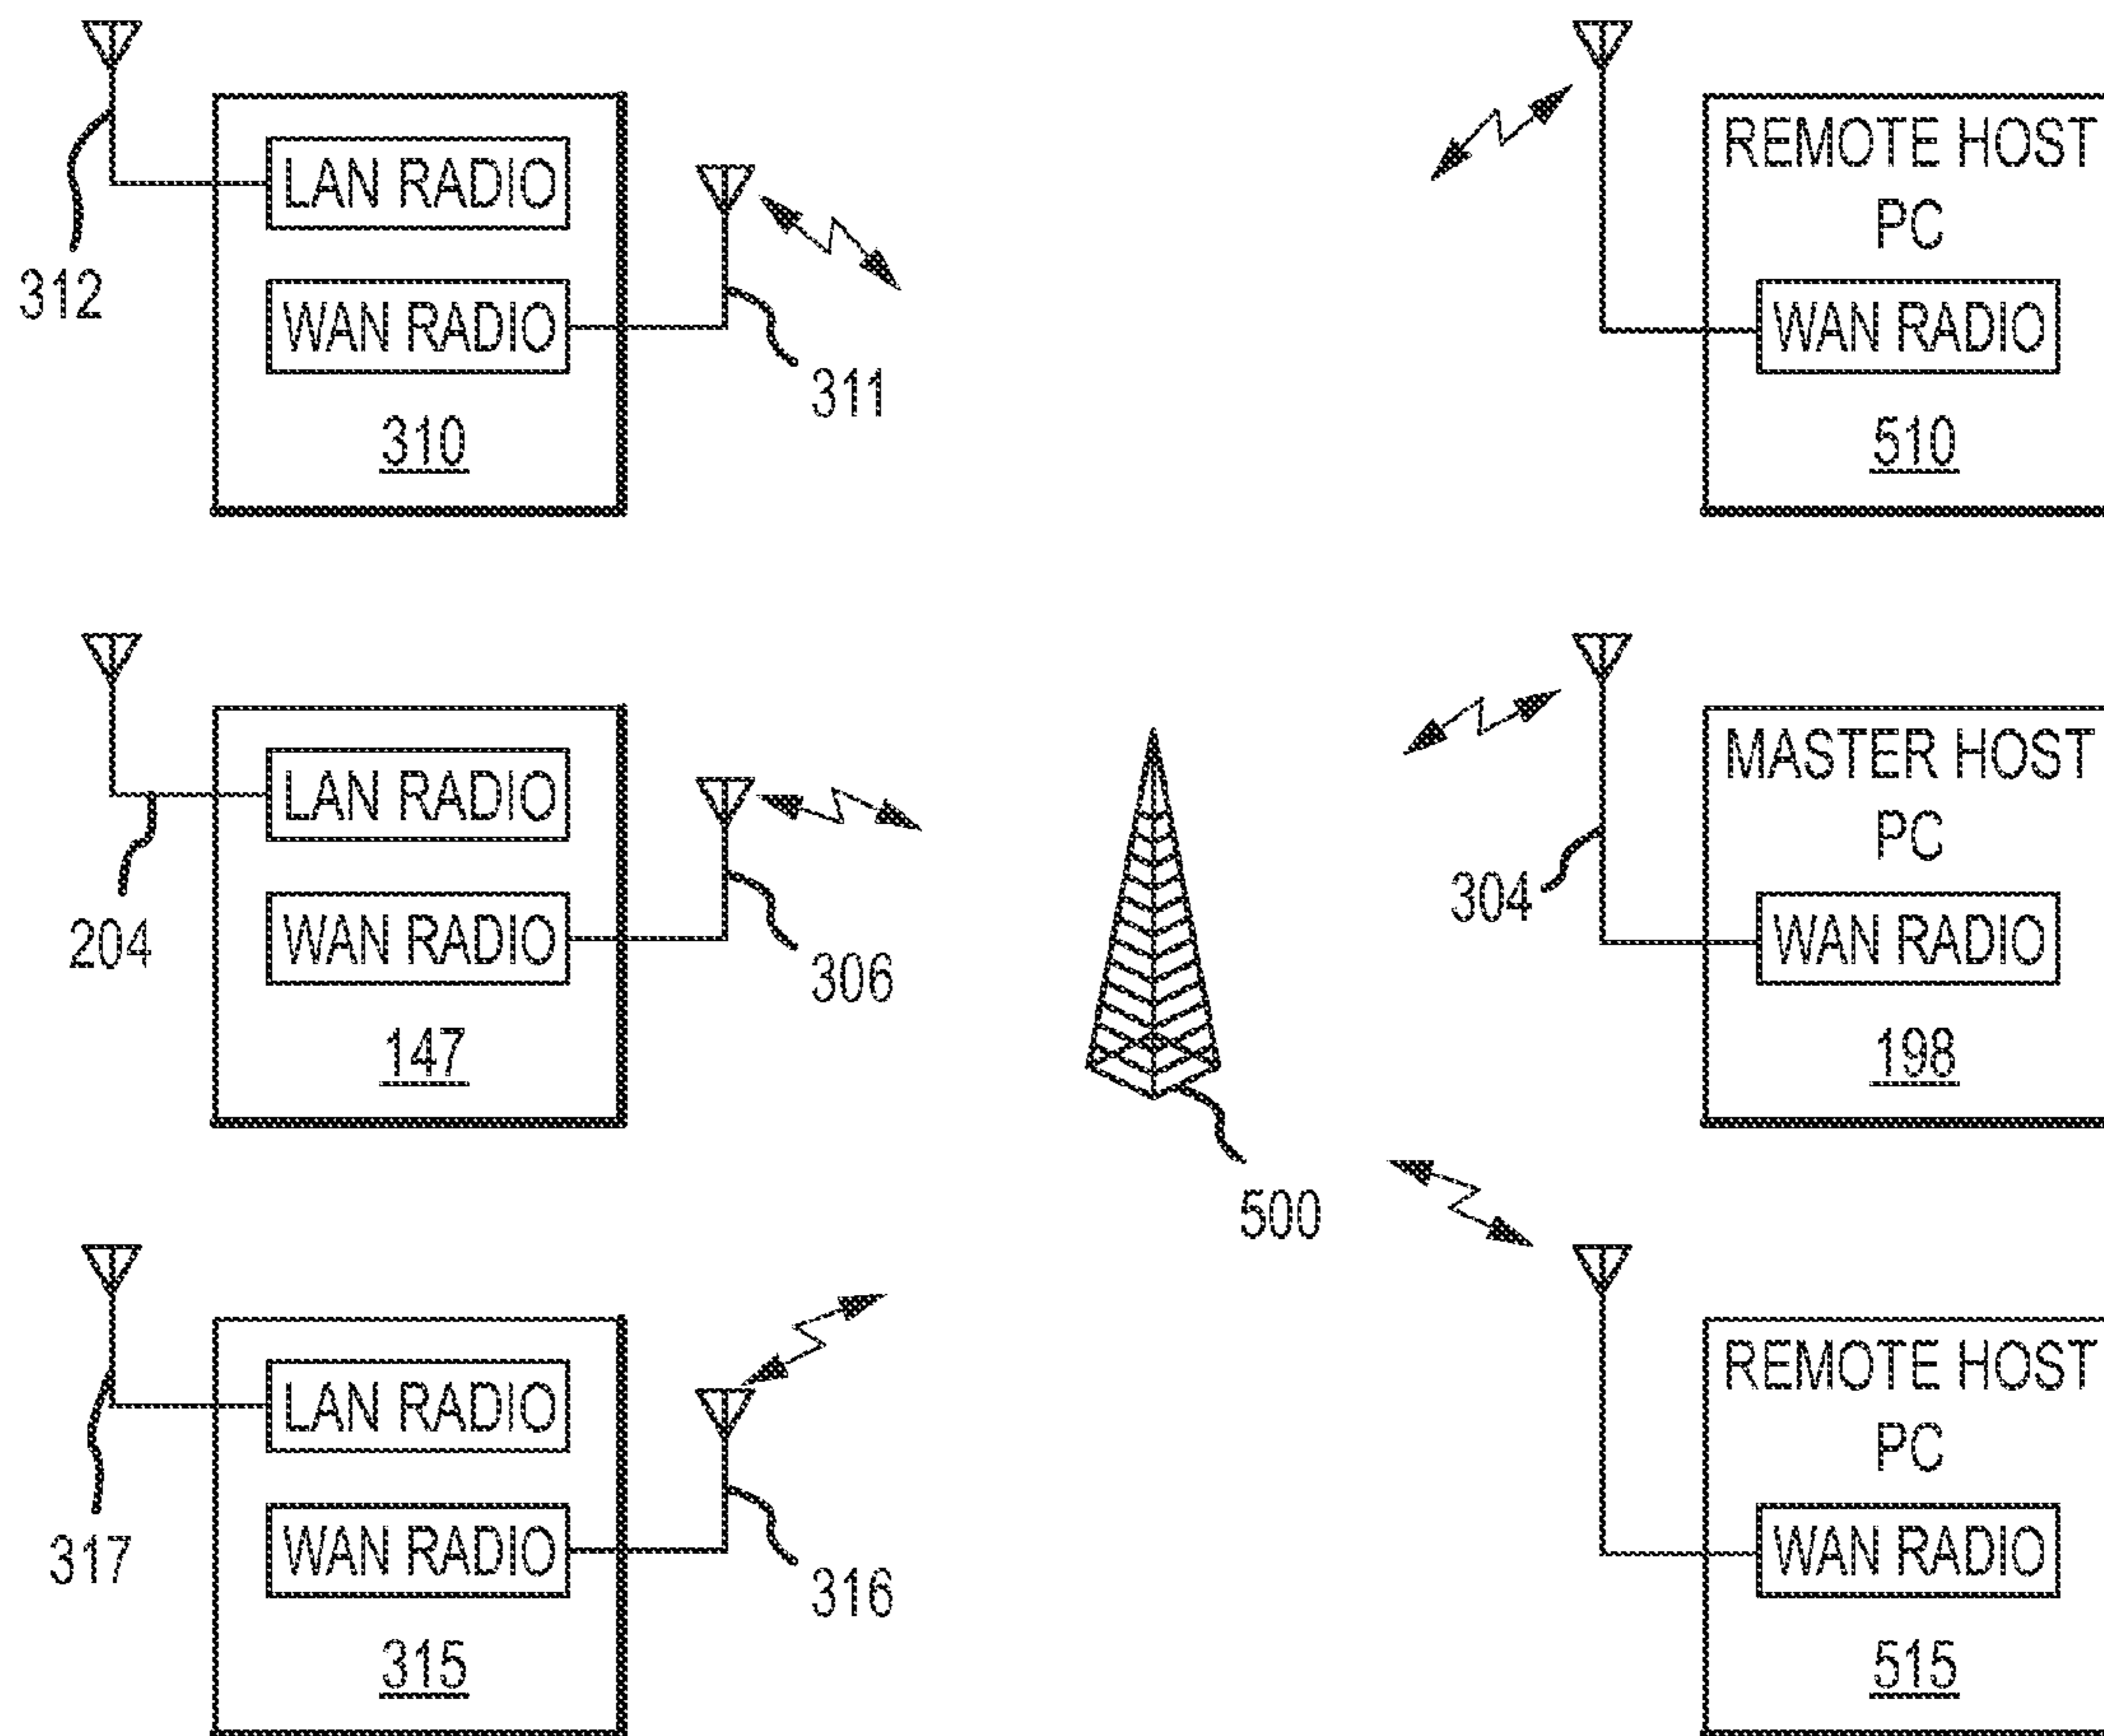 LAN RADIO
WAN RADIO
310
312
311
REMOTE HOST
PC
WAN RADIO
510
LAN RADIO
WAN RADIO
147
204
306
500
MASTER HOST
PC
WAN RADIO
198
304
LAN RADIO
WAN RADIO
315
317
316
REMOTE HOST
PC
WAN RADIO
515